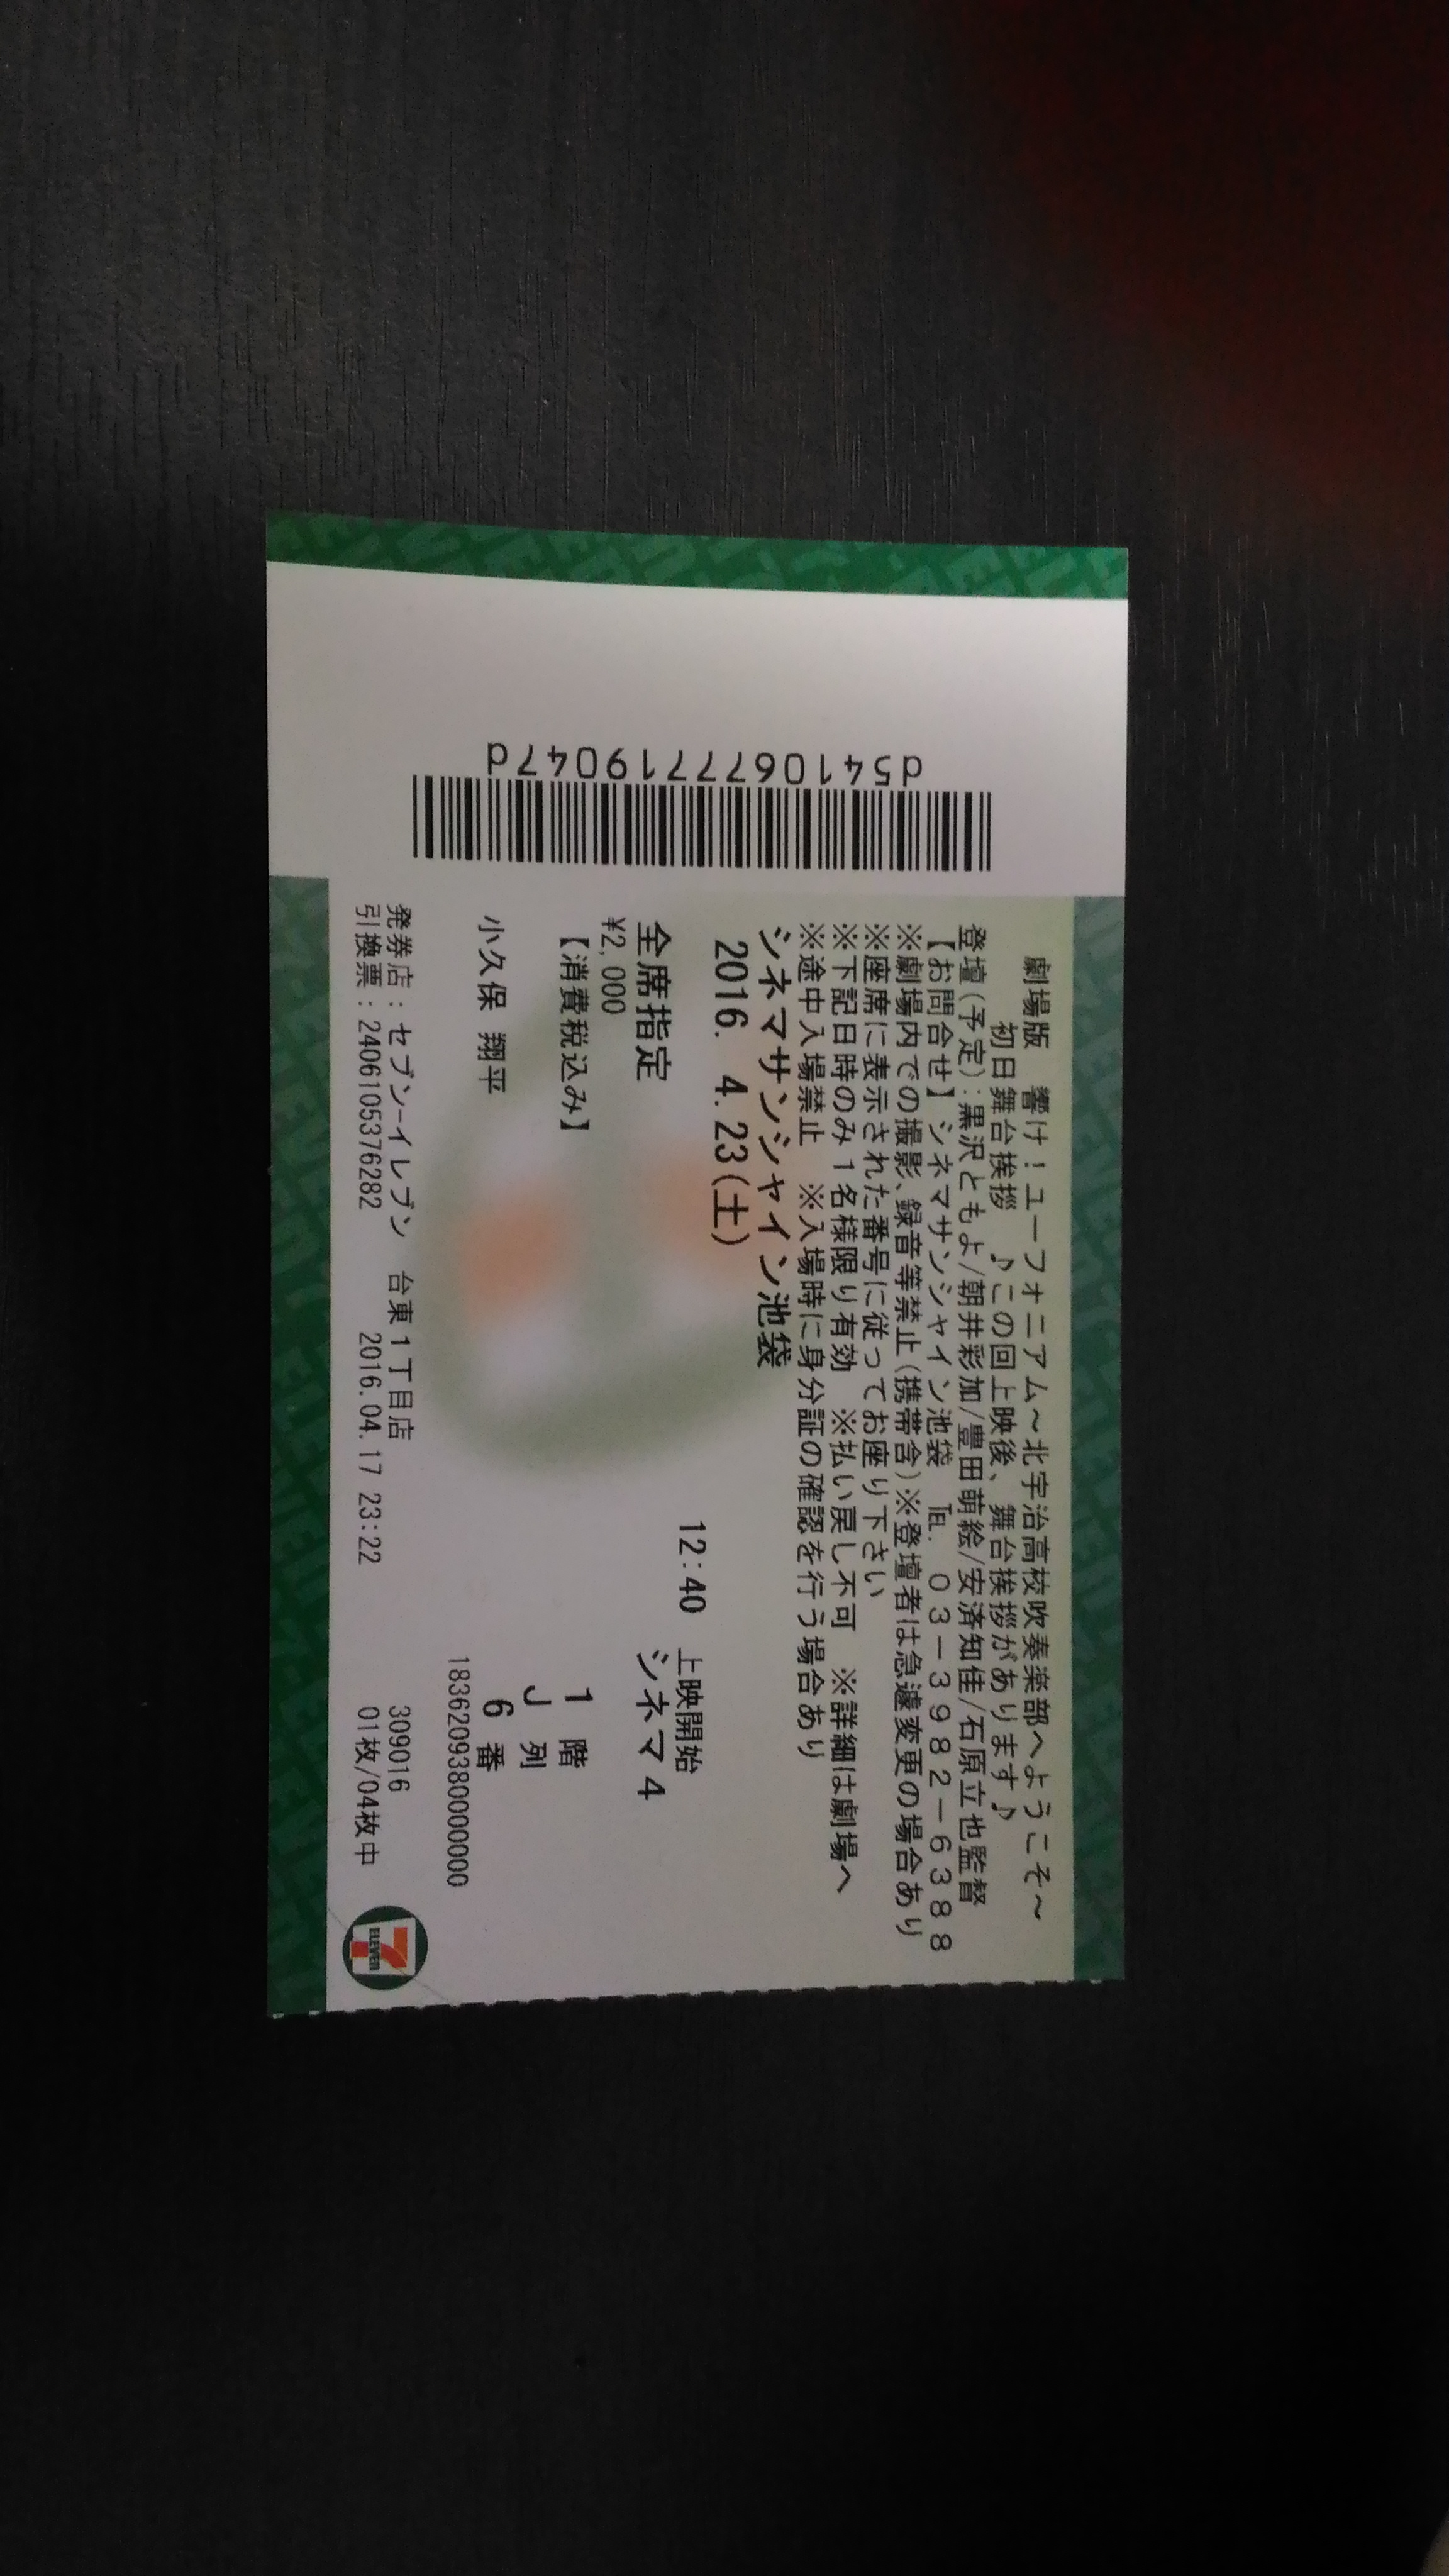 d54106777719047d
劇場版 響け!ユーフォニアム~北宇治高校吹奏楽部へようこそ~
初日舞台挨拶 ♪この回上映後、舞台挨拶があります♪
登壇(予定):黒沢ともよ/朝井彩加/豊田萌絵/安済知佳/石原立也監督
【お問合せ】シネマサンシャイン池袋 ℡. 03-3982-6388
※劇場内での撮影、録音等禁止(携帯含)※登壇者は急遽変更の場合あり
※座席に表示された番号に従ってお座り下さい
※下記日時のみ1名様限り有効 ※払い戻し不可 ※詳細は劇場へ
※途中入場禁止 ※入場時に身分証の確認を行う場合あり
シネマサンシャイン池袋
2016. 4.23(土) 12:40 上映開始
全席指定 シネマ4
¥2,000
【消費税込み】 1 階
J 列
小久保 翔平 6 番
1836209380000000
発券店:セブン-イレブン 台東1丁目店 309016
引換票:2406105376282 2016.04.17 23:22 01枚/04枚中
7
ELEVEN